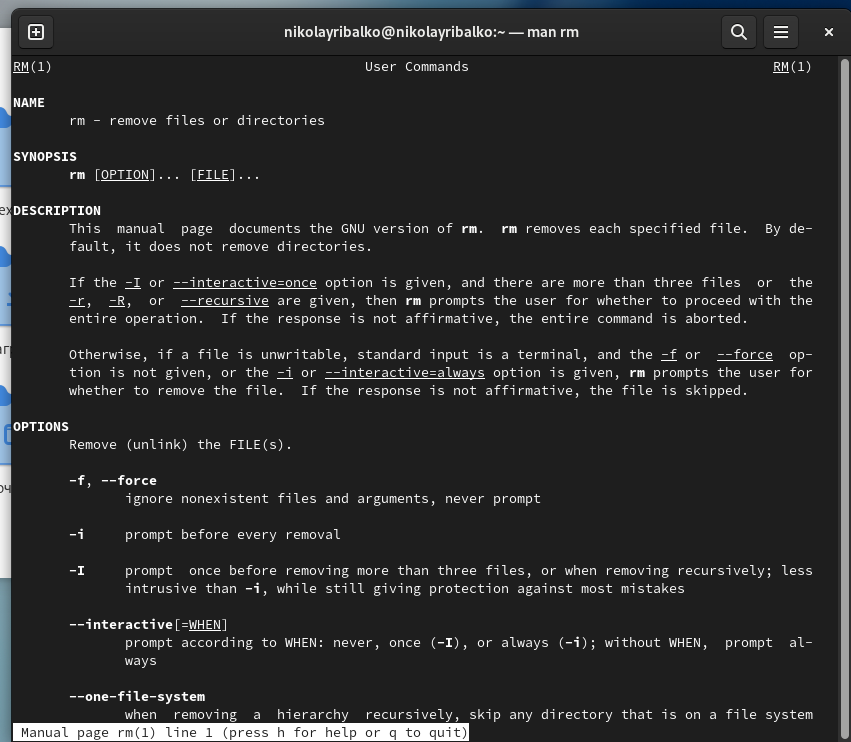 nikolayribalko@nikolayribalko:~ — man rm
RM(1) User Commands RM(1)
NAME
rm - remove files or directories
SYNOPSIS
rm [OPTION]... [FILE]...
DESCRIPTION
This manual page documents the GNU version of rm. rm removes each specified file. By de-
fault, it does not remove directories.
If the -I or --interactive=once option is given, and there are more than three files or the
-r, -R, or --recursive are given, then rm prompts the user for whether to proceed with the
entire operation. If the response is not affirmative, the entire command is aborted.
Otherwise, if a file is unwritable, standard input is a terminal, and the -f or --force op-
tion is not given, or the -i or --interactive=always option is given, rm prompts the user for
whether to remove the file. If the response is not affirmative, the file is skipped.
OPTIONS
Remove (unlink) the FILE(s).
-f, --force
ignore nonexistent files and arguments, never prompt
-i prompt before every removal
-I prompt once before removing more than three files, or when removing recursively; less
intrusive than -i, while still giving protection against most mistakes
--interactive[=WHEN]
prompt according to WHEN: never, once (-I), or always (-i); without WHEN, prompt al-
ways
--one-file-system
when removing a hierarchy recursively, skip any directory that is on a file system
Manual page rm(1) line 1 (press h for help or q to quit)